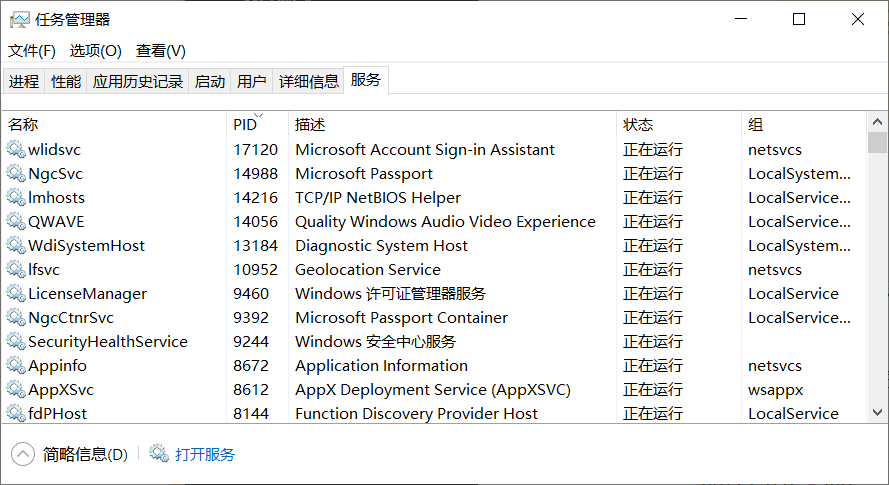 任务管理器
文件(F) 选项(O) 查看(V)
进程 性能 应用历史记录 启动 用户 详细信息 服务
名称 PID 描述 状态 组
wlidsvc 17120 Microsoft Account Sign-in Assistant 正在运行 netsvcs
NgcSvc 14988 Microsoft Passport 正在运行 LocalSystem...
lmhosts 14216 TCP/IP NetBIOS Helper 正在运行 LocalService...
QWAVE 14056 Quality Windows Audio Video Experience 正在运行 LocalService...
WdiSystemHost 13184 Diagnostic System Host 正在运行 LocalSystem...
lfsvc 10952 Geolocation Service 正在运行 netsvcs
LicenseManager 9460 Windows 许可证管理器服务 正在运行 LocalService
NgcCtnrSvc 9392 Microsoft Passport Container 正在运行 LocalService...
SecurityHealthService 9244 Windows 安全中心服务 正在运行
Appinfo 8672 Application Information 正在运行 netsvcs
AppXSvc 8612 AppX Deployment Service (AppXSVC) 正在运行 wsappx
fdPHost 8144 Function Discovery Provider Host 正在运行 LocalService
简略信息(D) 打开服务